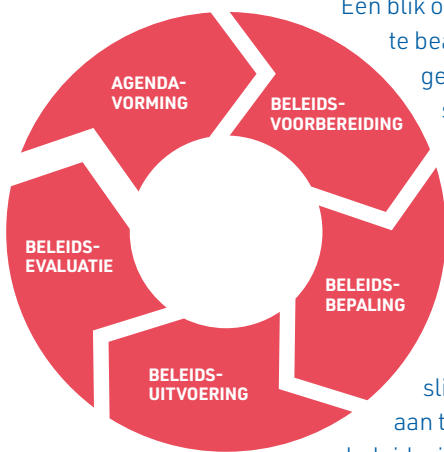 Een blik o
te bea
ge
s
AGENDA-
VORMING
BELEIDS-
VOORBEREIDING
BELEIDS-
BEPALING
BELEIDS-
UITVOERING
BELEIDS-
EVALUATIE
sli
aan t